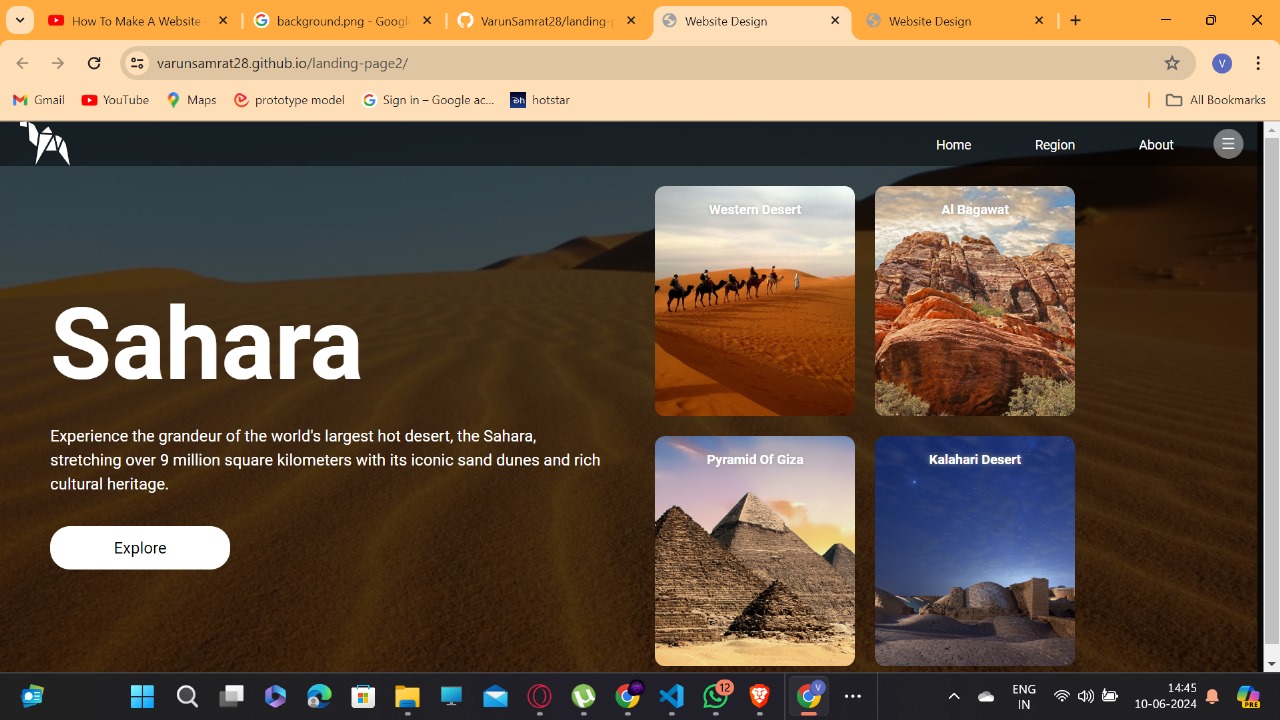 How To Make A Website
background.png - Googl
VarunSamrat28/landing-p
Website Design
Website Design
varunsamrat28.github.io/landing-page2/
V
Gmail
YouTube
Maps
prototype model
Sign in – Google ac...
hotstar
All Bookmarks
Home
Region
About
Western Desert
Al Bagawat
Sahara
Experience the grandeur of the world's largest hot desert, the Sahara,
stretching over 9 million square kilometers with its iconic sand dunes and rich
cultural heritage.
Explore
Pyramid Of Giza
Kalahari Desert
12
V
ENG
IN
14:45
10-06-2024
PRE